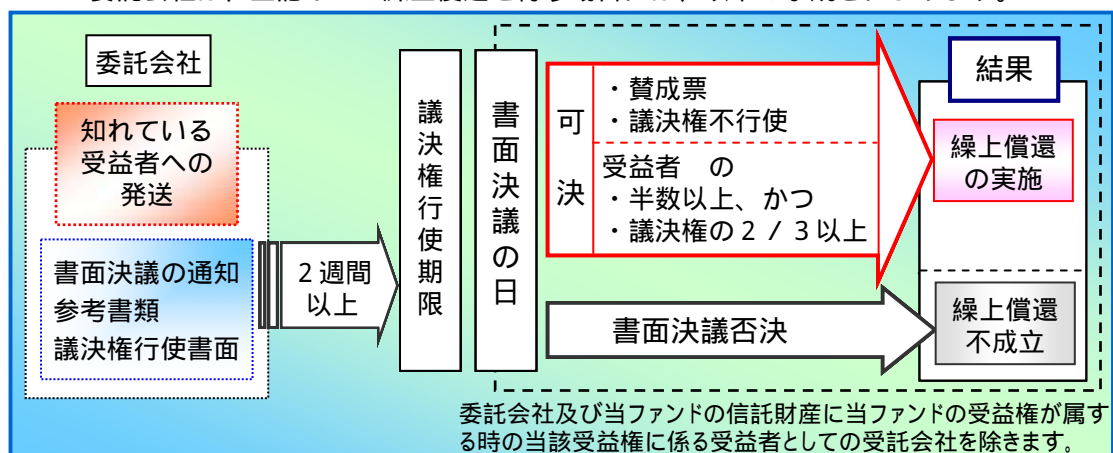 委託会社
知れている
受益者への
発送
書面決議の通知
参考書類
議決権行使書面
2週間
以上
議決権行使期限
書面決議の日
可決
・賛成票
・議決権不行使
受益者 の
・半数以上、かつ
・議決権の2/3以上
書面決議否決
結果
繰上償還
の実施
繰上償還
不成立
委託会社及び当ファンドの信託財産に当ファンドの受益権が属す
る時の当該受益権に係る受益者としての受託会社を除きます。